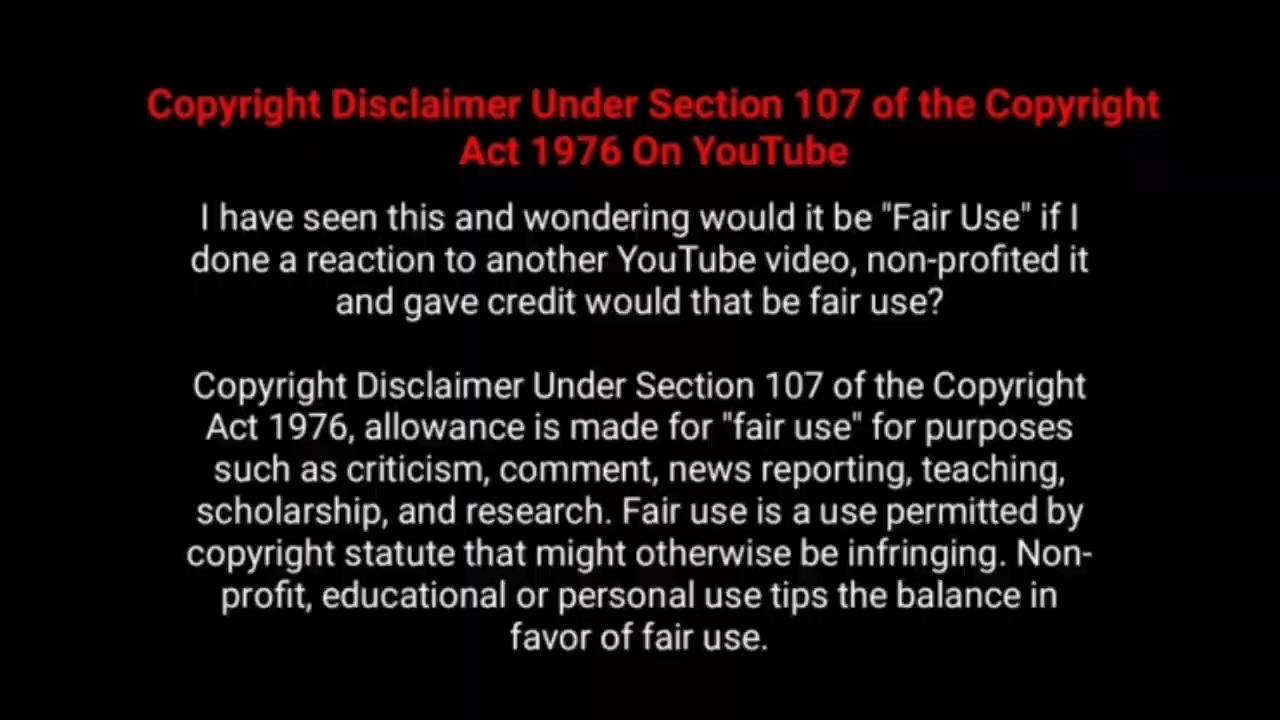 Copyright Disclaimer Under Section 107 of the Copyright
Act 1976 On YouTube
I have seen this and wondering would it be "Fair Use" if I
done a reaction to another YouTube video, non-profited it
and gave credit would that be fair use?
Copyright Disclaimer Under Section 107 of the Copyright
Act 1976, allowance is made for "fair use" for purposes
such as criticism, comment, news reporting, teaching,
scholarship, and research. Fair use is a use permitted by
copyright statute that might otherwise be infringing. Non-
profit, educational or personal use tips the balance in
favor of fair use.